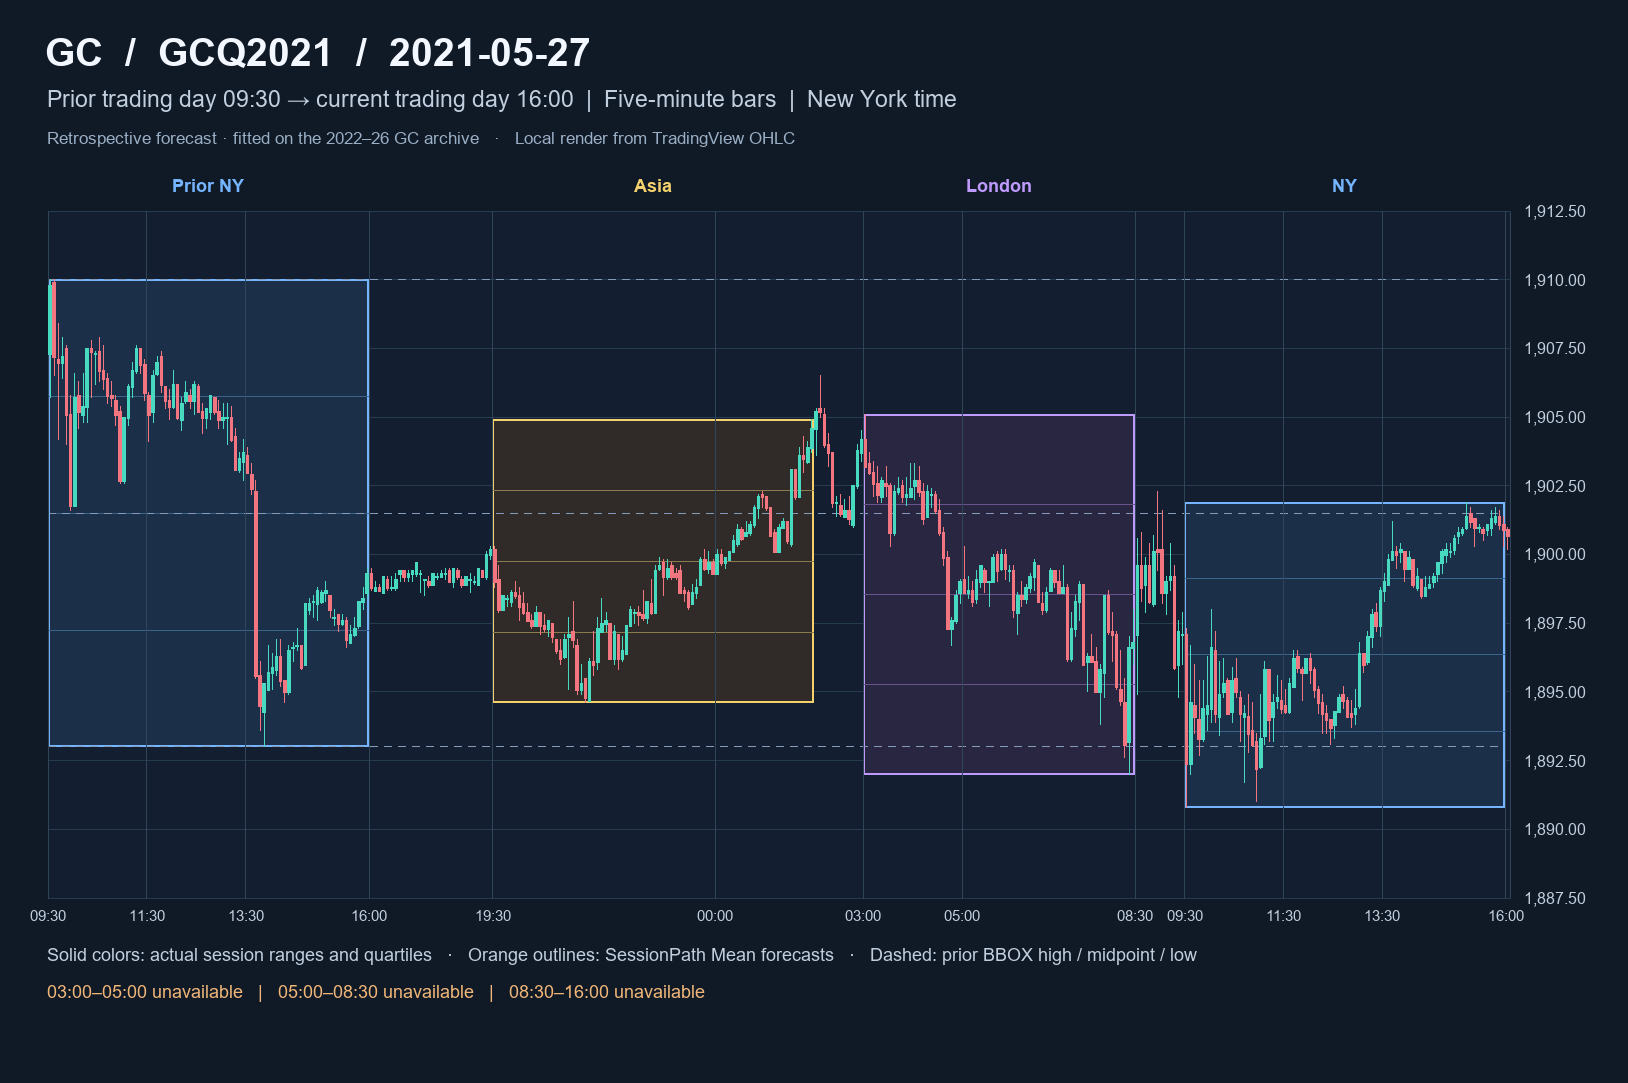 GC / GCQ2021 / 2021-05-27
Prior trading day 09:30 → current trading day 16:00 | Five-minute bars | New York time
Retrospective forecast · fitted on the 2022–26 GC archive · Local render from TradingView OHLC
Prior NY Asia London NY
1,912.50
1,910.00
1,907.50
1,905.00
1,902.50
1,900.00
1,897.50
1,895.00
1,892.50
1,890.00
1,887.50
09:30 11:30 13:30 16:00 19:30 00:00 03:00 05:00 08:30 09:30 11:30 13:30 16:00
Solid colors: actual session ranges and quartiles · Orange outlines: SessionPath Mean forecasts · Dashed: prior BBOX high / midpoint / low
03:00–05:00 unavailable | 05:00–08:30 unavailable | 08:30–16:00 unavailable